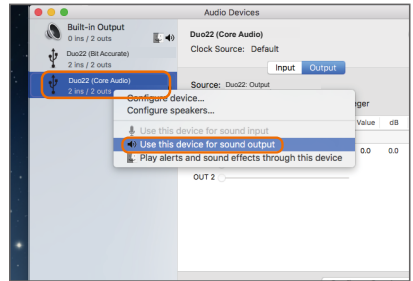 Audio Devices
Built-in Output
0 ins / 2 outs
Duo22 (Bit Accurate)
2 ins / 2 outs
Duo22 (Core Audio)
2 ins / 2 outs
Duo22 (Core Audio)
Clock Source: Default
Input Output
Source: Duo22: Output
Configure device...
Configure speakers...
Use this device for sound input
Use this device for sound output
Play alerts and sound effects through this device
Value dB
0.0 0.0
OUT 2